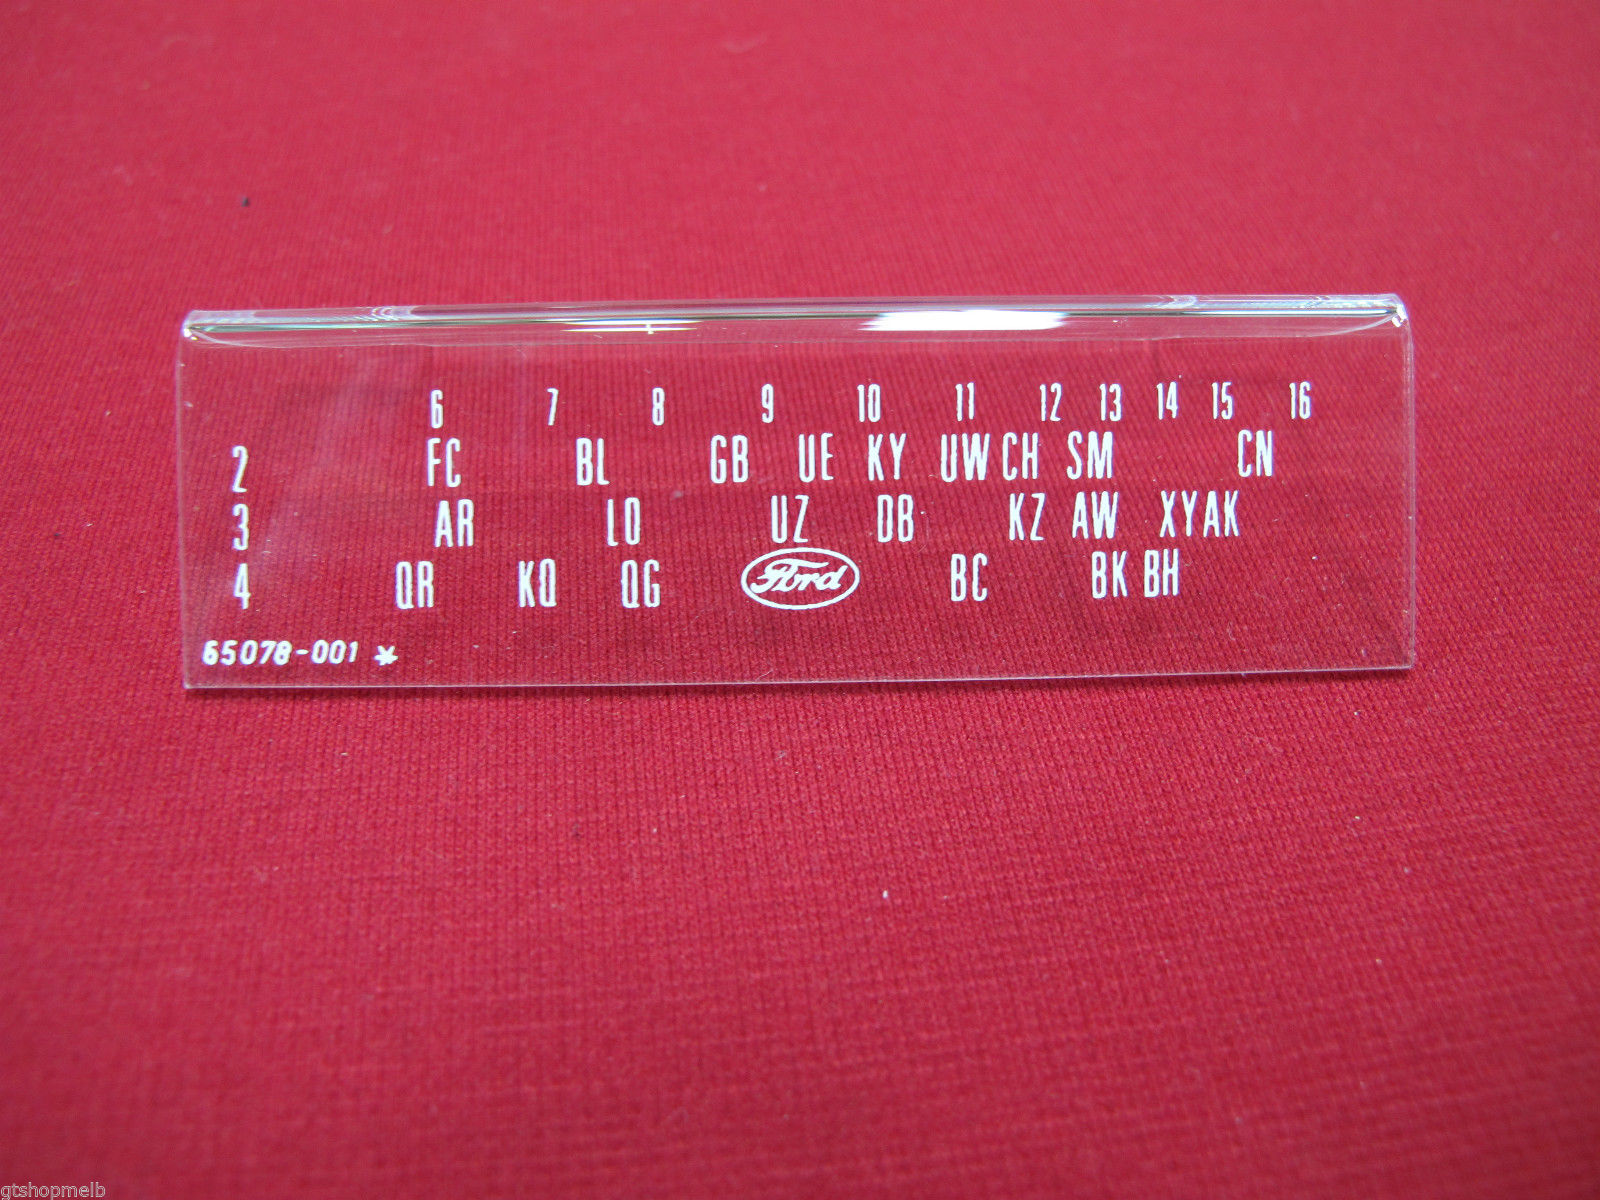 6 7 8 9 10 11 12 13 14 15 16
2 FC BL GB UE KY UW CH SM CN
3 AR LO UZ DB KZ AW XY AK
4 QR KQ QG Ford BC BK BH
65078-001 *
gtshopmelb